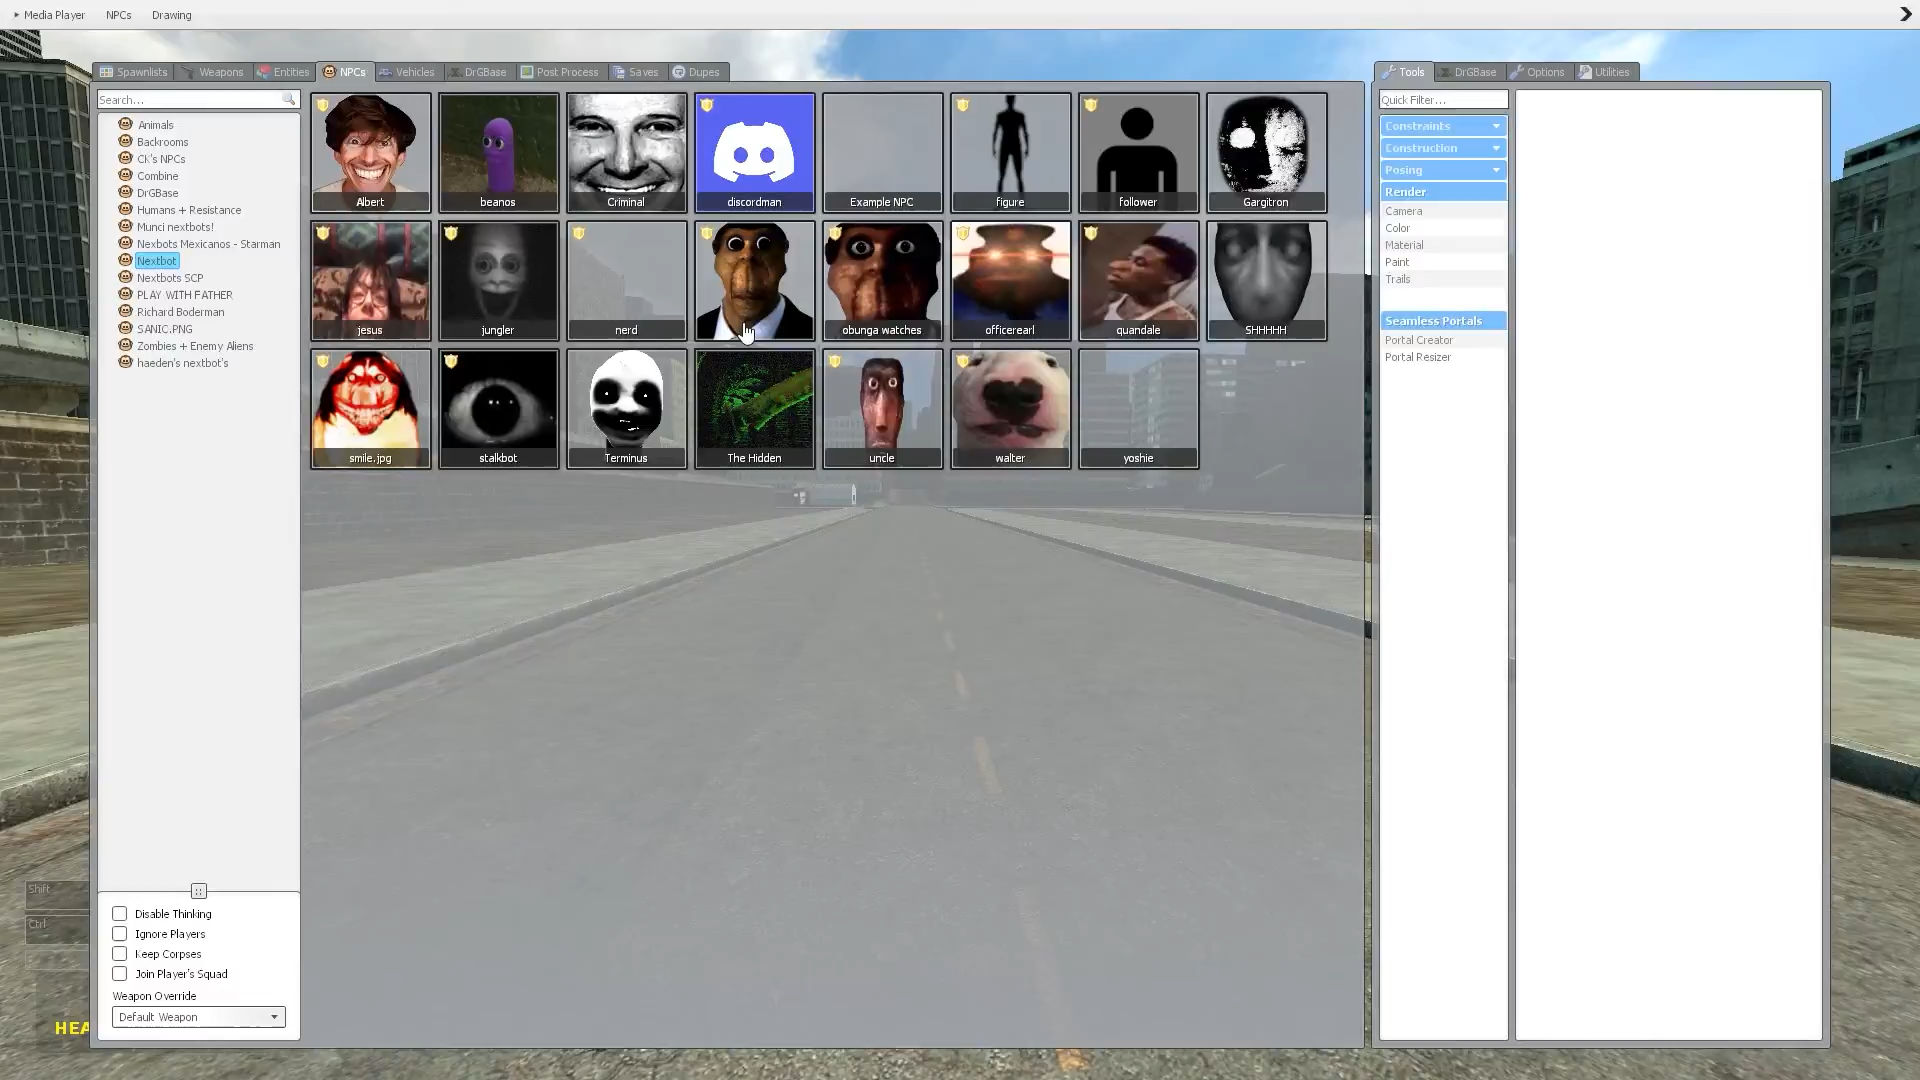 Media Player NPCs Drawing
Spawnlists Weapons Entities NPCs Vehicles DrGBase Post Process Saves Dupes
Search...
Animals
Backrooms
Ck's NPCs
Combine
DrGBase
Humans + Resistance
Munci nextbots!
Nexbots Mexicanos - Starman
Nextbot
Nextbots SCP
PLAY WITH FATHER
Richard Boderman
SANIC.PNG
Zombies + Enemy Aliens
haeden's nextbot's
Albert beanos Criminal discordman Example NPC figure follower Gargitron
jesus jungler nerd obunga watches officerearl quandale SHHHHH
smile.jpg stalkbot Terminus The Hidden uncle walter yoshie
Disable Thinking
Ignore Players
Keep Corpses
Join Player's Squad
Weapon Override
Default Weapon
Shift
Ctrl
HEA
Tools DrGBase Options Utilities
Quick Filter...
Constraints
Construction
Posing
Render
Camera
Color
Material
Paint
Trails
Seamless Portals
Portal Creator
Portal Resizer